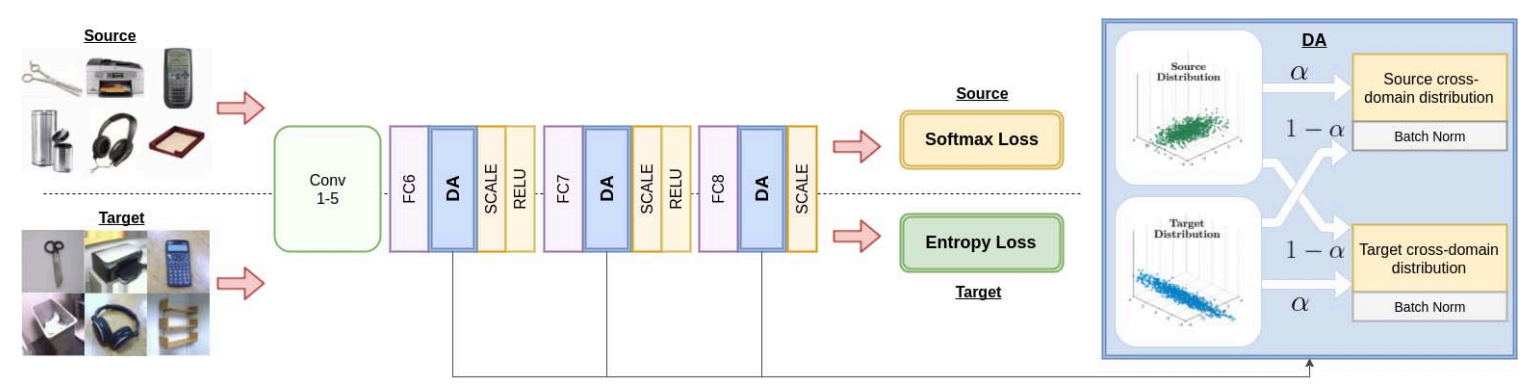 Source
Target
Conv
1-5
FC6
DA
SCALE
RELU
FC7
DA
SCALE
RELU
FC8
DA
SCALE
Source
Softmax Loss
Entropy Loss
Target
DA
Source
Distribution
Target
Distribution
α
1 − α
1 − α
α
Source cross-
domain distribution
Batch Norm
Target cross-domain
distribution
Batch Norm